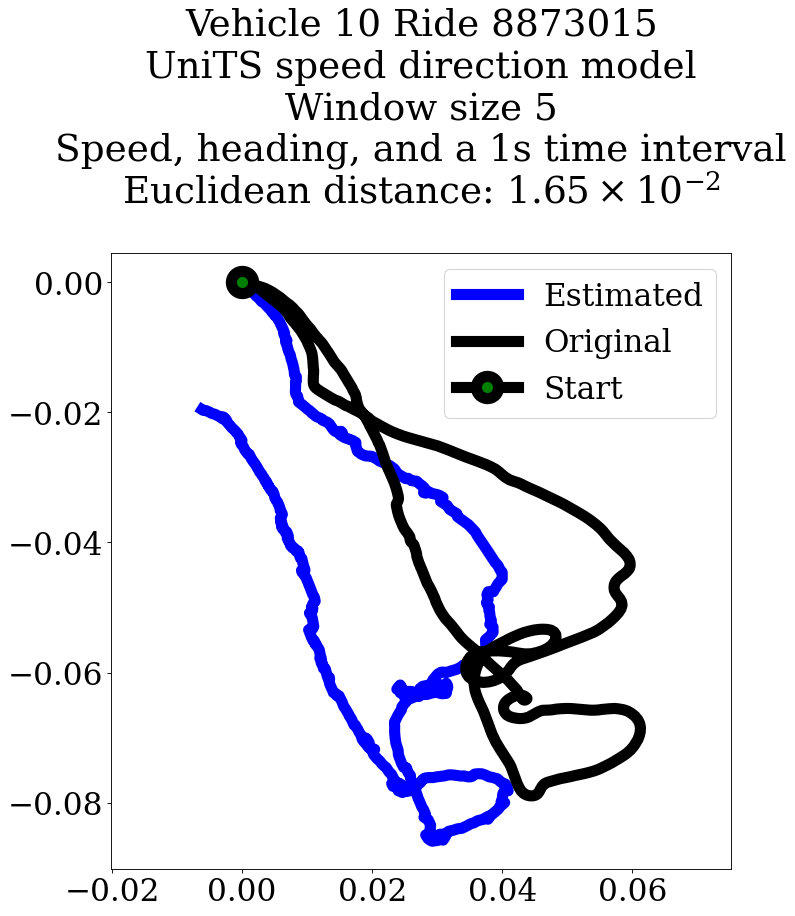 Vehicle 10 Ride 8873015
UniTS speed direction model
Window size 5
Speed, heading, and a 1s time interval
Euclidean distance: 1.65 × 10⁻²
Estimated
Original
Start
0.00
−0.02
−0.04
−0.06
−0.08
−0.02 0.00 0.02 0.04 0.06